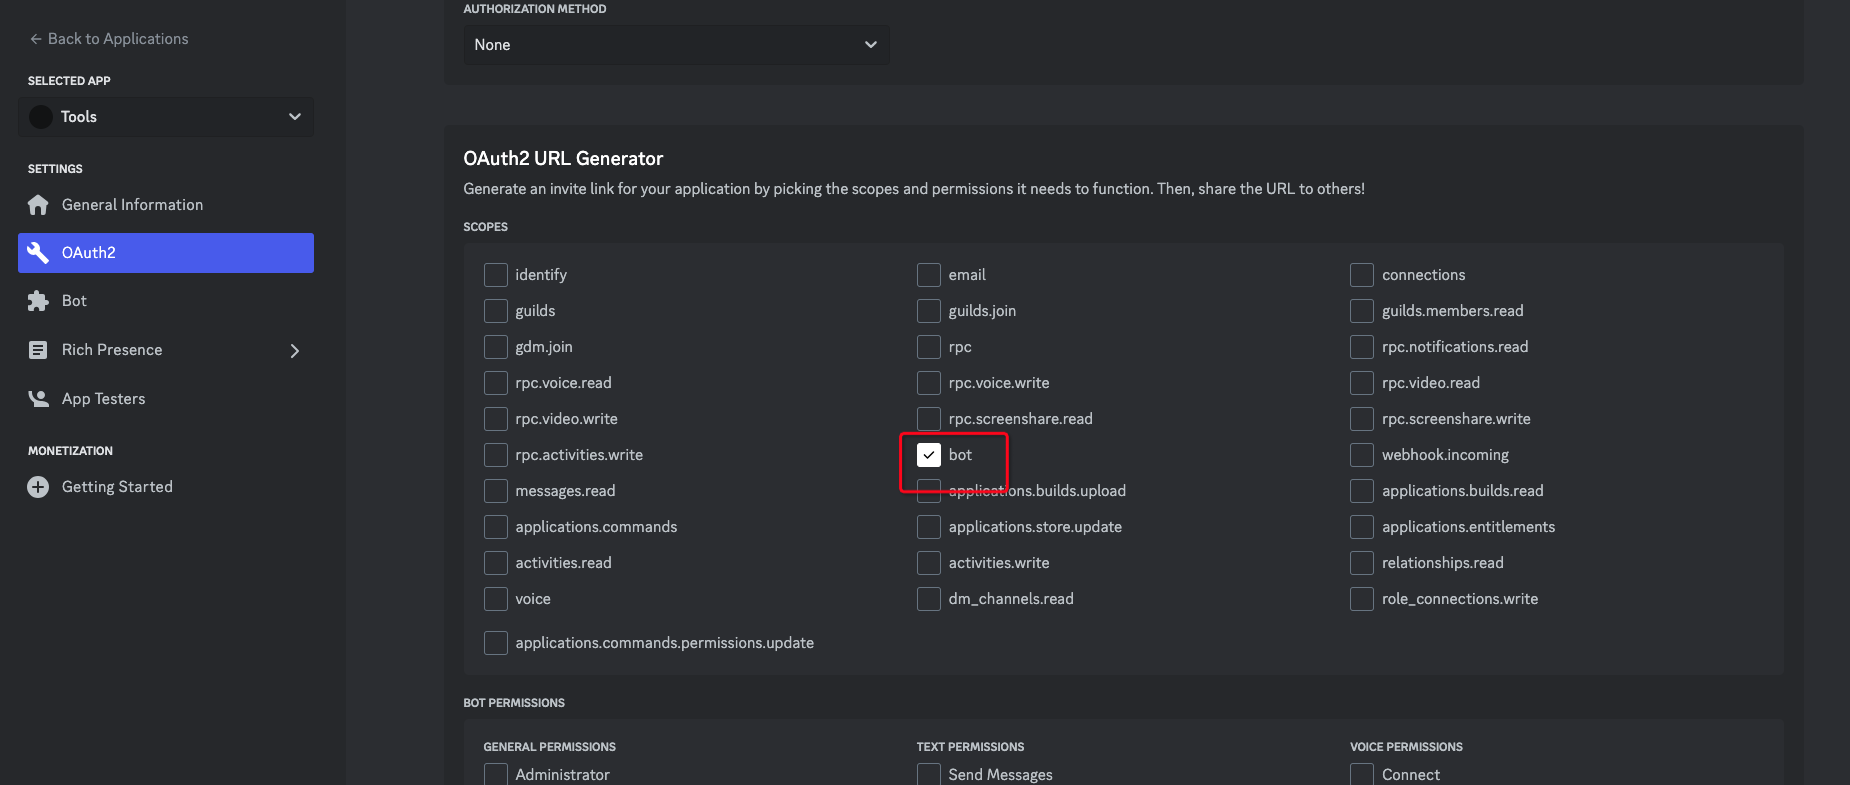 Back to Applications
SELECTED APP
Tools
SETTINGS
General Information
OAuth2
Bot
Rich Presence
App Testers
MONETIZATION
Getting Started
AUTHORIZATION METHOD
None
OAuth2 URL Generator
Generate an invite link for your application by picking the scopes and permissions it needs to function. Then, share the URL to others!
SCOPES
identify email connections
guilds guilds.join guilds.members.read
gdm.join rpc rpc.notifications.read
rpc.voice.read rpc.voice.write rpc.video.read
rpc.video.write rpc.screenshare.read rpc.screenshare.write
rpc.activities.write bot webhook.incoming
messages.read applications.builds.upload applications.builds.read
applications.commands applications.store.update applications.entitlements
activities.read activities.write relationships.read
voice dm_channels.read role_connections.write
applications.commands.permissions.update
BOT PERMISSIONS
GENERAL PERMISSIONS TEXT PERMISSIONS VOICE PERMISSIONS
Administrator Send Messages Connect